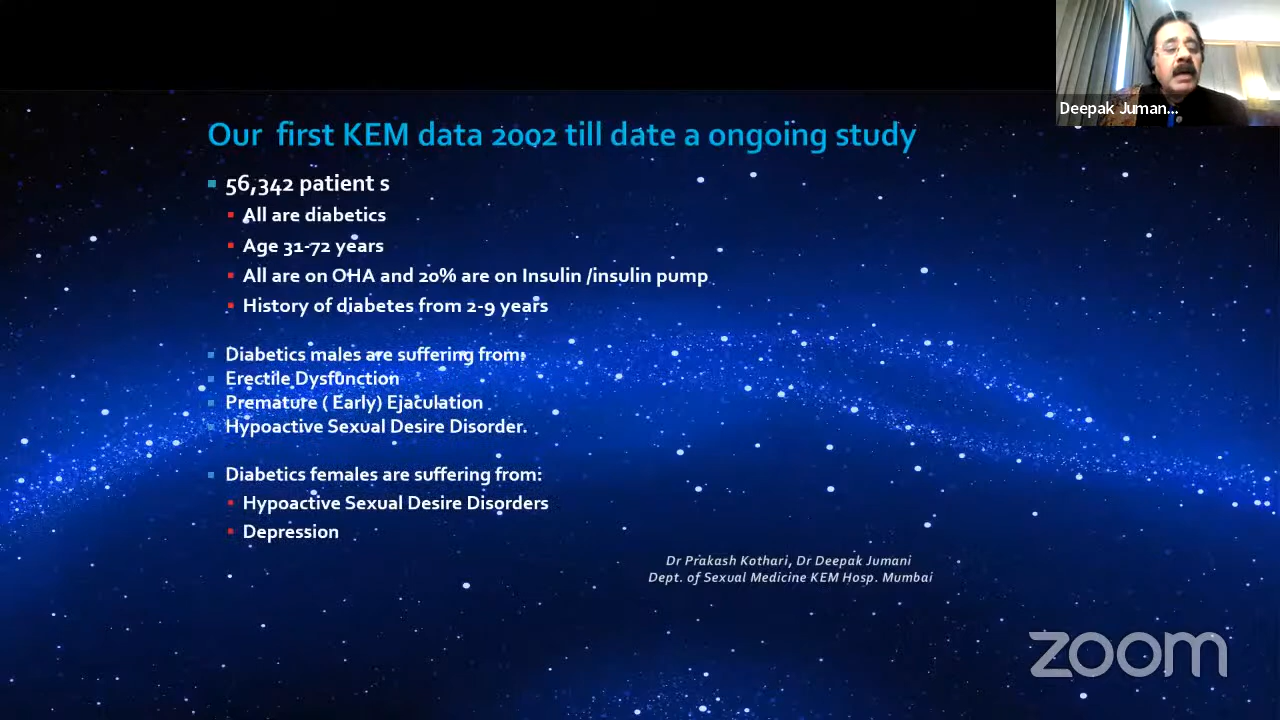 Deepak Juman...
Our first KEM data 2002 till date a ongoing study
56,342 patient s
All are diabetics
Age 31-72 years
All are on OHA and 20% are on Insulin /insulin pump
History of diabetes from 2-9 years
Diabetics males are suffering from:
Erectile Dysfunction
Premature ( Early) Ejaculation
Hypoactive Sexual Desire Disorder.
Diabetics females are suffering from:
Hypoactive Sexual Desire Disorders
Depression
Dr Prakash Kothari, Dr Deepak Jumani
Dept. of Sexual Medicine KEM Hosp. Mumbai
zoom